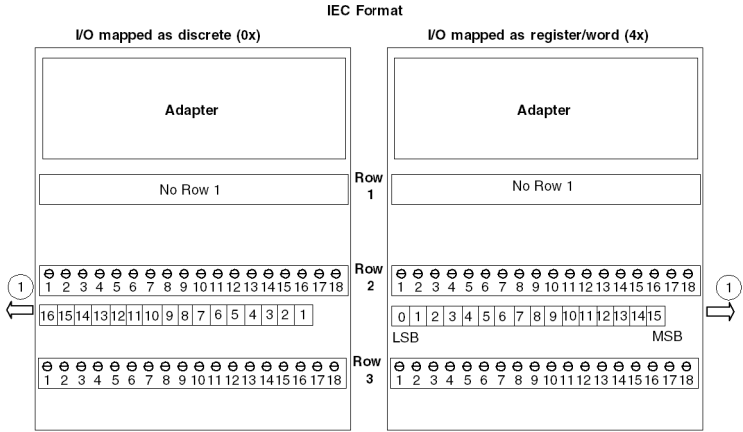 IEC Format
I/O mapped as discrete (0x)
I/O mapped as register/word (4x)
Adapter
Adapter
No Row 1
Row
1
No Row 1
1 2 3 4 5 6 7 8 9 10 11 12 13 14 15 16 17 18
Row
2
1 2 3 4 5 6 7 8 9 10 11 12 13 14 15 16 17 18
1
16 15 14 13 12 11 10 9 8 7 6 5 4 3 2 1
0 1 2 3 4 5 6 7 8 9 10 11 12 13 14 15
1
LSB
MSB
1 2 3 4 5 6 7 8 9 10 11 12 13 14 15 16 17 18
Row
3
1 2 3 4 5 6 7 8 9 10 11 12 13 14 15 16 17 18